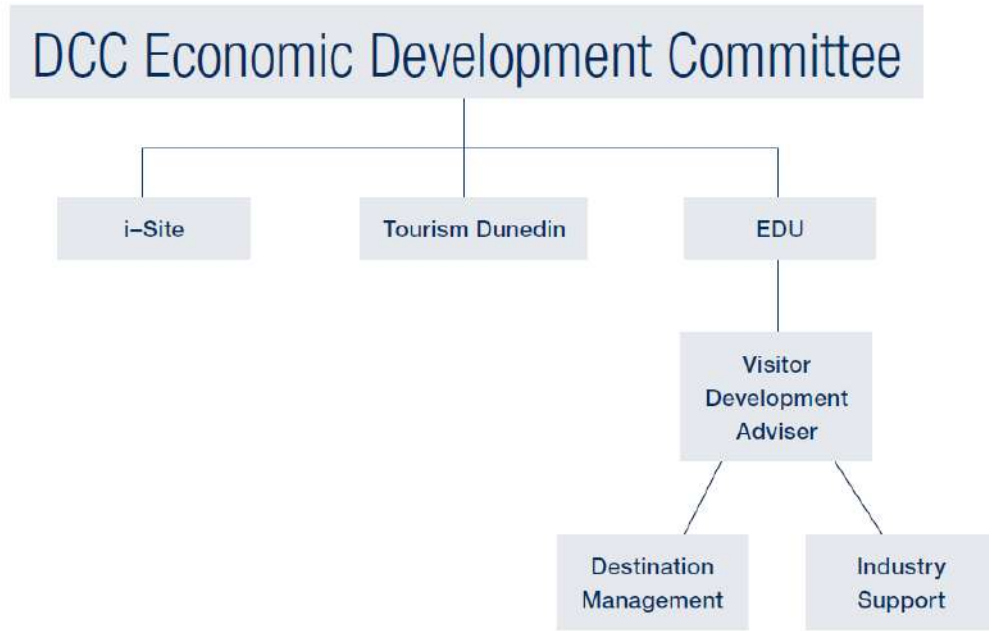 DCC Economic Development Committee
i–Site
Tourism Dunedin
EDU
Visitor
Development
Adviser
Destination
Management
Industry
Support